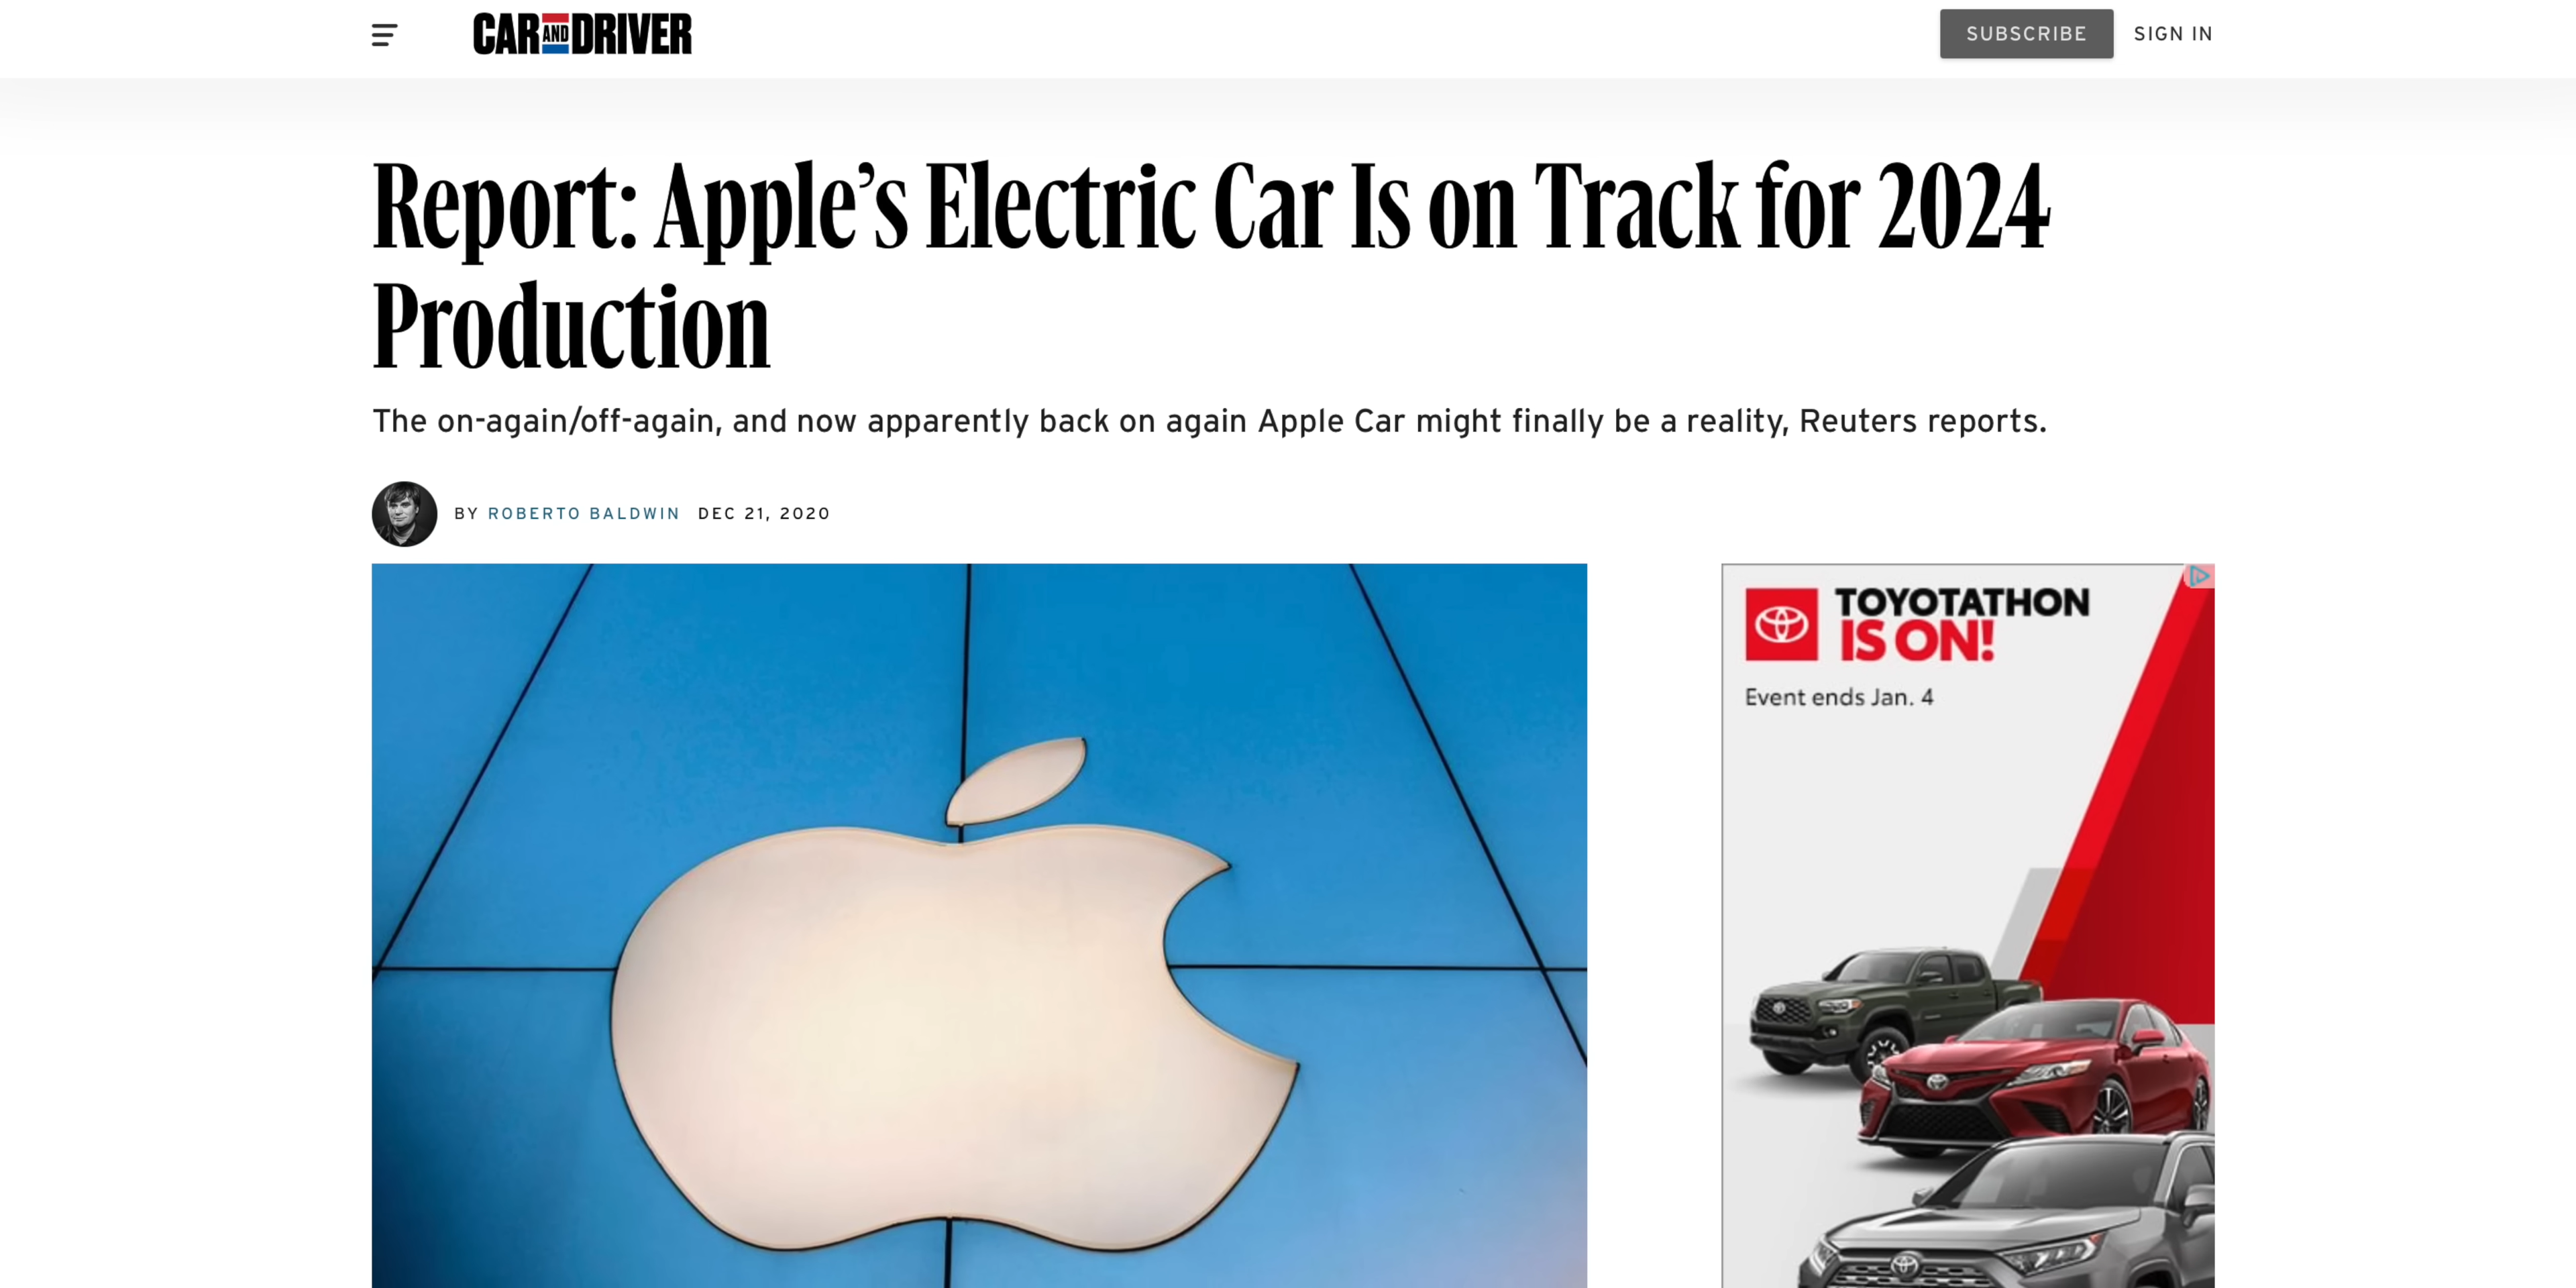 CAR AND DRIVER
SUBSCRIBE
SIGN IN
Report: Apple’s Electric Car Is on Track for 2024
Production
The on-again/off-again, and now apparently back on again Apple Car might finally be a reality, Reuters reports.
BY ROBERTO BALDWIN DEC 21, 2020
TOYOTATHON
IS ON!
Event ends Jan. 4